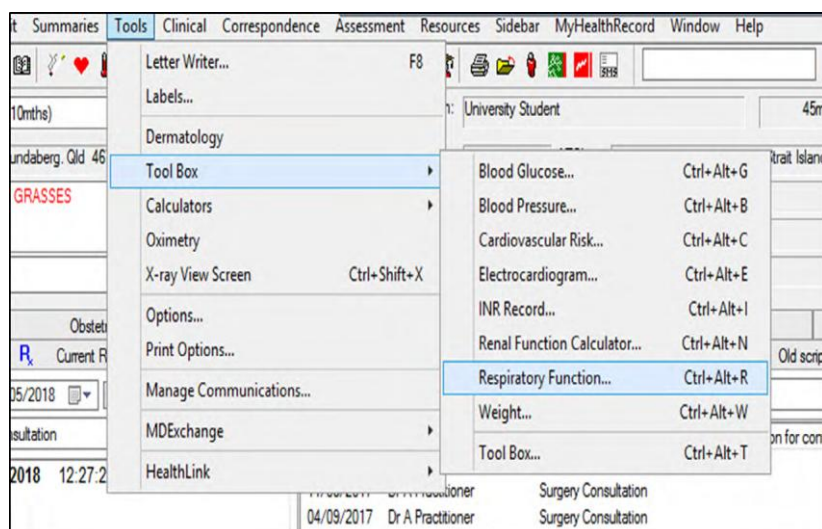 t Summaries Tools Clinical Correspondence Assessment Resources Sidebar MyHealthRecord Window Help
Letter Writer... F8
SHS
10mths)
University Student
45m
Labels...
undaberg. Qld 46
Dermatology
trait Islan
GRASSES
Tool Box
Calculators
Oximetry
X-ray View Screen Ctrl+Shift+X
Options...
Print Options...
Manage Communications...
MDExchange
HealthLink
Blood Glucose... Ctrl+Alt+G
Blood Pressure... Ctrl+Alt+B
Cardiovascular Risk... Ctrl+Alt+C
Electrocardiogram... Ctrl+Alt+E
INR Record... Ctrl+Alt+I
Renal Function Calculator... Ctrl+Alt+N
Respiratory Function... Ctrl+Alt+R
Weight... Ctrl+Alt+W
Tool Box... Ctrl+Alt+T
Obstet
Rx Current R
Old scrip
05/2018
nsultation
on for con
2018 12:27:2
Surgery Consultation
04/09/2017 Dr A Practitioner Surgery Consultation